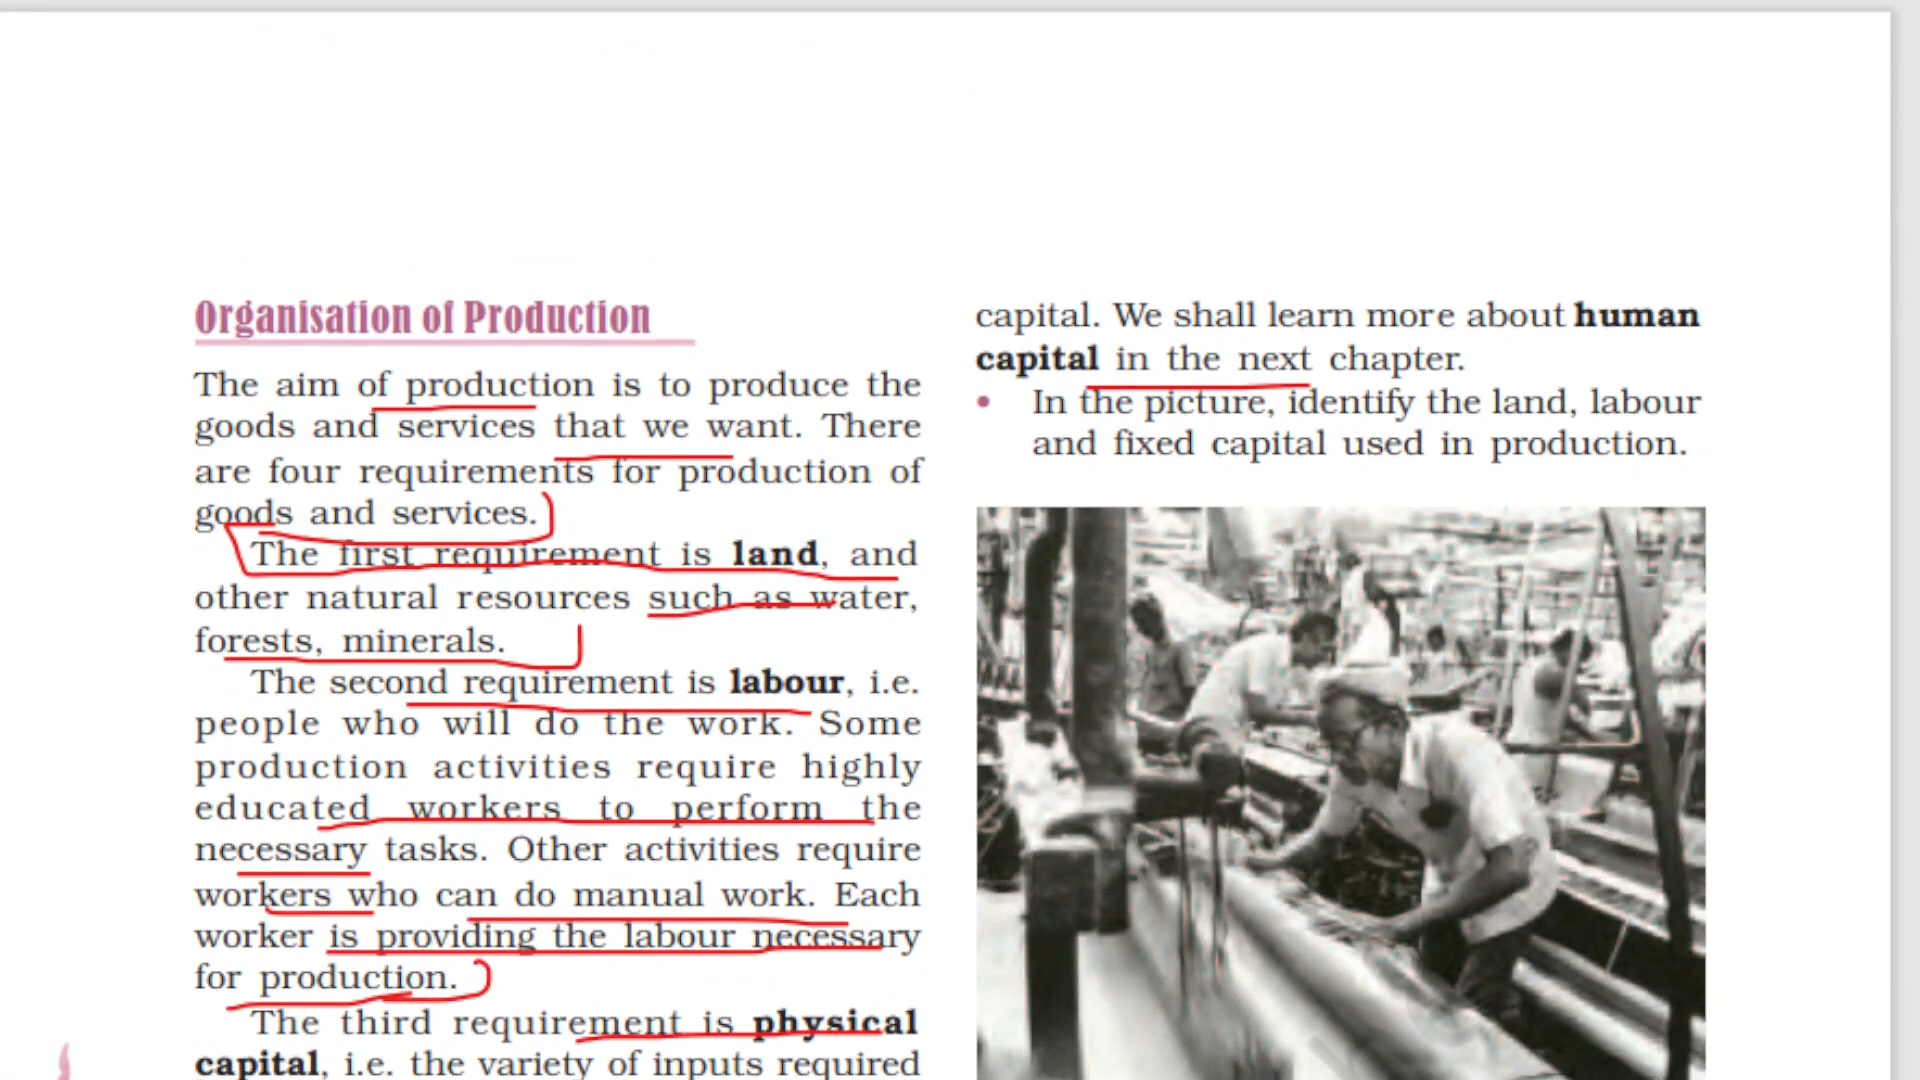 Organisation of Production
The aim of production is to produce the
goods and services that we want. There
are four requirements for production of
goods and services.
The first requirement is land, and
other natural resources such as water,
forests, minerals.
The second requirement is labour, i.e.
people who will do the work. Some
production activities require highly
educated workers to perform the
necessary tasks. Other activities require
workers who can do manual work. Each
worker is providing the labour necessary
for production.
The third requirement is physical
capital, i.e. the variety of inputs required
capital. We shall learn more about human
capital in the next chapter.
• In the picture, identify the land, labour
and fixed capital used in production.